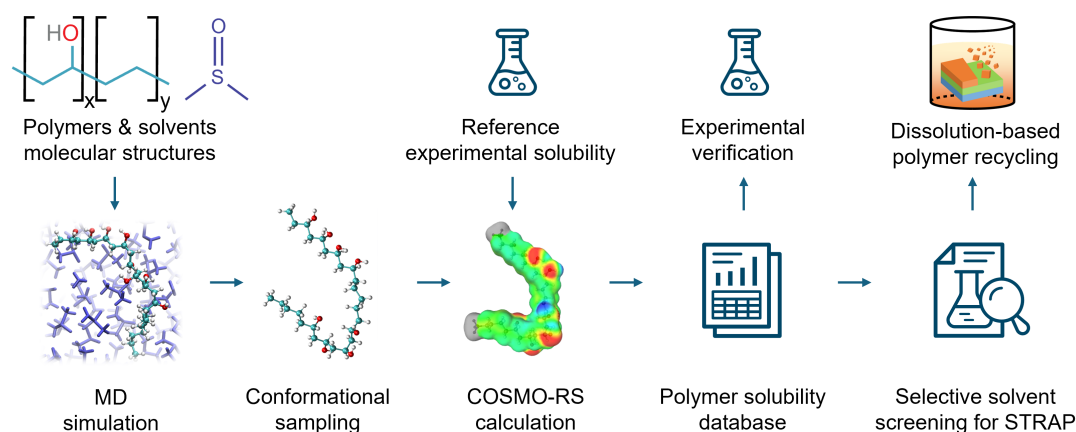 HO
x
y
O
S
Polymers & solvents
molecular structures
Reference
experimental solubility
Experimental
verification
Dissolution-based
polymer recycling
MD
simulation
Conformational
sampling
COSMO-RS
calculation
Polymer solubility
database
Selective solvent
screening for STRAP